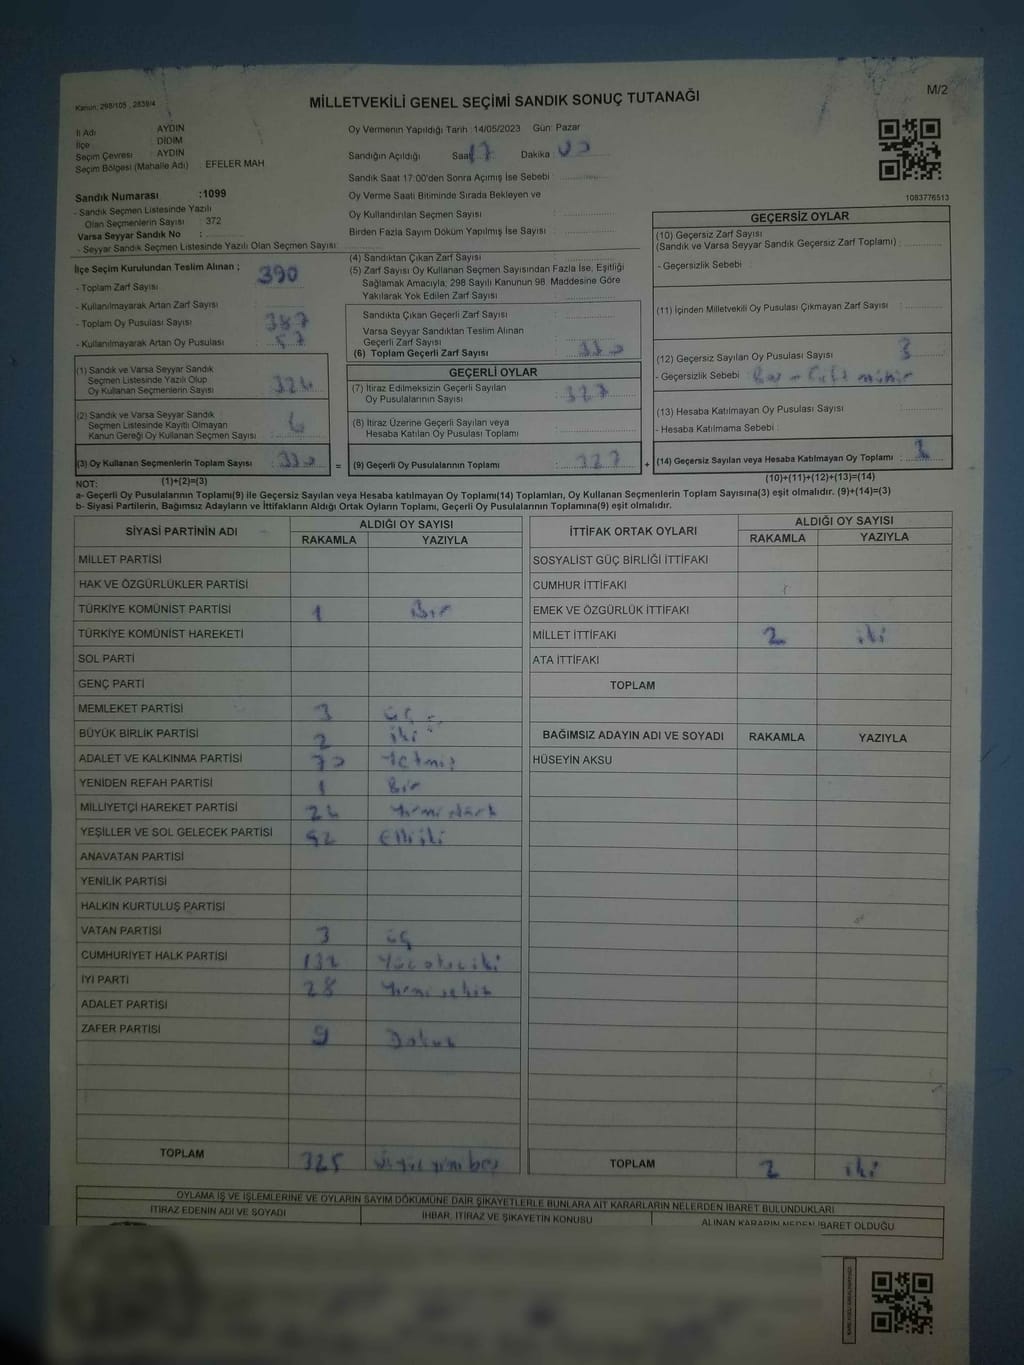 Kanun; 298/105 , 2839/4
MİLLETVEKİLİ GENEL SEÇİMİ SANDIK SONUÇ TUTANAĞI
M/2
İl Adı AYDIN
İlçe DİDİM
Seçim Çevresi : AYDIN
Seçim Bölgesi (Mahalle Adı) EFELER MAH
Oy Vermenin Yapıldığı Tarih :14/05/2023 Gün: Pazar
Sandığın Açıldığı Saat 17 Dakika : 00
Sandık Saat 17:00'den Sonra Açımış İse Sebebi :
Oy Verme Saati Bitiminde Sırada Bekleyen ve
Oy Kullandırılan Seçmen Sayısı :
Birden Fazla Sayım Döküm Yapılmış İse Sayısı :
1083776513
Sandık Numarası :1099
- Sandık Seçmen Listesinde Yazılı
Olan Seçmenlerin Sayısı : 372
Varsa Seyyar Sandık No :
- Seyyar Sandık Seçmen Listesinde Yazılı Olan Seçmen Sayısı :
İlçe Seçim Kurulundan Teslim Alınan ;
- Toplam Zarf Sayısı : 390
- Kullanılmayarak Artan Zarf Sayısı :
- Toplam Oy Pusulası Sayısı : 387
- Kullanılmayarak Artan Oy Pusulası : 57
(1) Sandık ve Varsa Seyyar Sandık
Seçmen Listesinde Yazılı Olup
Oy Kullanan Seçmenlerin Sayısı : 324
(2) Sandık ve Varsa Seyyar Sandık
Seçmen Listesinde Kayıtlı Olmayan
Kanun Gereği Oy Kullanan Seçmen Sayısı : 6
(3) Oy Kullanan Seçmenlerin Toplam Sayısı : 330
(1)+(2)=(3)
(4) Sandıktan Çıkan Zarf Sayısı :
(5) Zarf Sayısı Oy Kullanan Seçmen Sayısından Fazla İse, Eşitliği
Sağlamak Amacıyla, 298 Sayılı Kanunun 98. Maddesine Göre
Yakılarak Yok Edilen Zarf Sayısı :
Sandıkta Çıkan Geçerli Zarf Sayısı :
Varsa Seyyar Sandıktan Teslim Alınan
Geçerli Zarf Sayısı :
(6) Toplam Geçerli Zarf Sayısı : 330
GEÇERLİ OYLAR
(7) İtiraz Edilmeksizin Geçerli Sayılan
Oy Pusulalarının Sayısı : 327
(8) İtiraz Üzerine Geçerli Sayılan veya
Hesaba Katılan Oy Pusulası Toplamı :
= (9) Geçerli Oy Pusulalarının Toplamı : 327 +
GEÇERSİZ OYLAR
(10) Geçersiz Zarf Sayısı
(Sandık ve Varsa Seyyar Sandık Geçersiz Zarf Toplamı) :
- Geçersizlik Sebebi :
(11) İçinden Milletvekili Oy Pusulası Çıkmayan Zarf Sayısı :
(12) Geçersiz Sayılan Oy Pusulası Sayısı : 3
- Geçersizlik Sebebi : Boş - çift mühür
(13) Hesaba Katılmayan Oy Pusulası Sayısı :
- Hesaba Katılmama Sebebi :
(14) Geçersiz Sayılan veya Hesaba Katılmayan Oy Toplamı : 3
(10)+(11)+(12)+(13)=(14)
NOT:
a- Geçerli Oy Pusulalarının Toplamı(9) ile Geçersiz Sayılan veya Hesaba katılmayan Oy Toplamı(14) Toplamları, Oy Kullanan Seçmenlerin Toplam Sayısına(3) eşit olmalıdır. (9)+(14)=(3)
b- Siyasi Partilerin, Bağımsız Adayların ve İttifakların Aldığı Ortak Oyların Toplamı, Geçerli Oy Pusulalarının Toplamına(9) eşit olmalıdır.
SİYASİ PARTİNİN ADI ALDIĞI OY SAYISI
RAKAMLA YAZIYLA
MİLLET PARTİSİ
HAK VE ÖZGÜRLÜKLER PARTİSİ
TÜRKİYE KOMÜNİST PARTİSİ 1 Bir
TÜRKİYE KOMÜNİST HAREKETİ
SOL PARTİ
GENÇ PARTİ
MEMLEKET PARTİSİ 3 üç
BÜYÜK BİRLİK PARTİSİ 2 iki
ADALET VE KALKINMA PARTİSİ 70 Yetmiş
YENİDEN REFAH PARTİSİ 1 Bir
MİLLİYETÇİ HAREKET PARTİSİ 24 Yirmi dört
YEŞİLLER VE SOL GELECEK PARTİSİ 52 Elli iki
ANAVATAN PARTİSİ
YENİLİK PARTİSİ
HALKIN KURTULUŞ PARTİSİ
VATAN PARTİSİ 3 üç
CUMHURİYET HALK PARTİSİ 132 Yüz otuz iki
İYİ PARTİ 28 Yirmi sekiz
ADALET PARTİSİ
ZAFER PARTİSİ 9 Dokuz
TOPLAM 325 üç yüz yirmi beş
İTTİFAK ORTAK OYLARI ALDIĞI OY SAYISI
RAKAMLA YAZIYLA
SOSYALİST GÜÇ BİRLİĞİ İTTİFAKI
CUMHUR İTTİFAKI
EMEK VE ÖZGÜRLÜK İTTİFAKI
MİLLET İTTİFAKI 2 iki
ATA İTTİFAKI
TOPLAM
BAĞIMSIZ ADAYIN ADI VE SOYADI RAKAMLA YAZIYLA
HÜSEYİN AKSU
TOPLAM 2 iki
OYLAMA İŞ VE İŞLEMLERİNE VE OYLARIN SAYIM DÖKÜMÜNE DAİR ŞİKAYETLERLE BUNLARA AİT KARARLARIN NELERDEN İBARET BULUNDUKLARI
İTİRAZ EDENİN ADI VE SOYADI İHBAR, İTİRAZ VE ŞİKAYETİN KONUSU ALINAN KARARIN NEDEN İBARET OLDUĞU